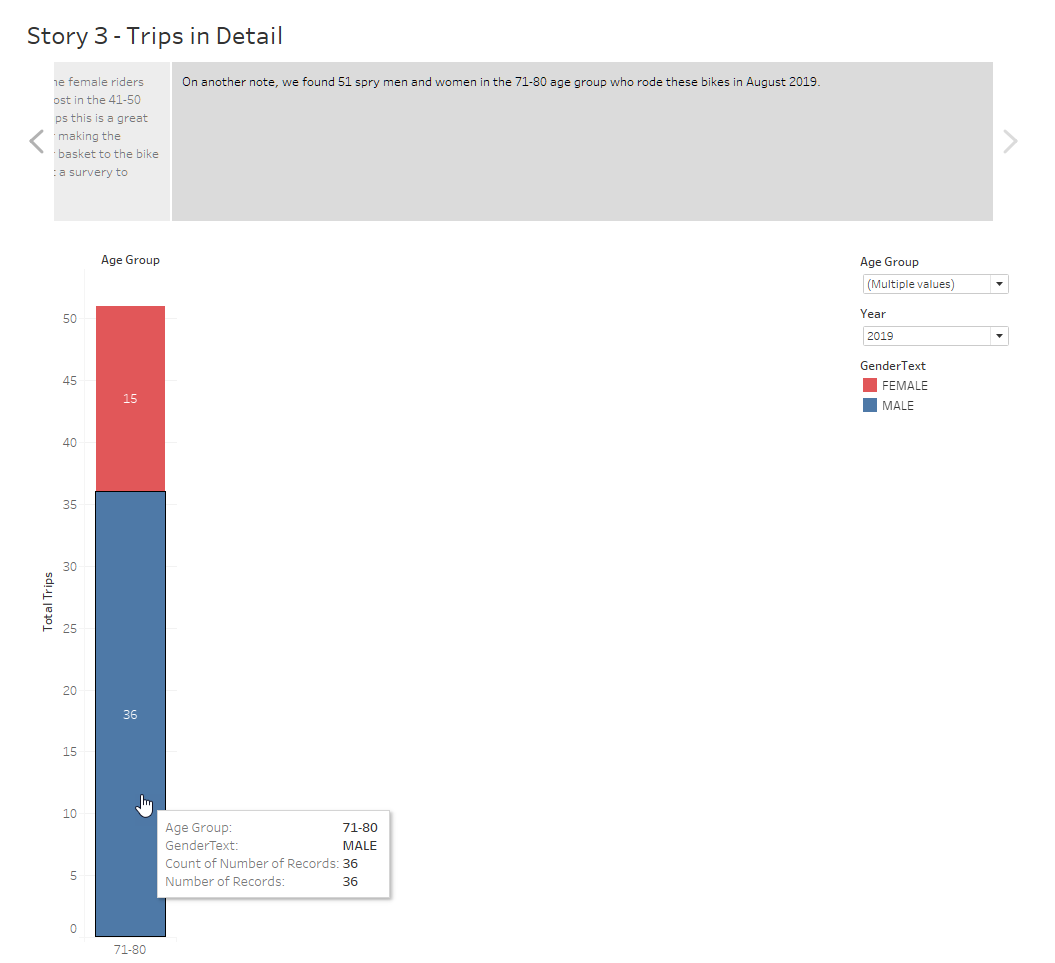 Story 3 - Trips in Detail
female riders
in the 41-50
this is a great
making the
basket to the bike
a survery to
On another note, we found 51 spry men and women in the 71-80 age group who rode these bikes in August 2019.
Age Group
50
45
40
35
30
25
20
15
10
5
0
Total Trips
15
36
71-80
Age Group: 71-80
GenderText: MALE
Count of Number of Records: 36
Number of Records: 36
Age Group
(Multiple values)
Year
2019
GenderText
FEMALE
MALE